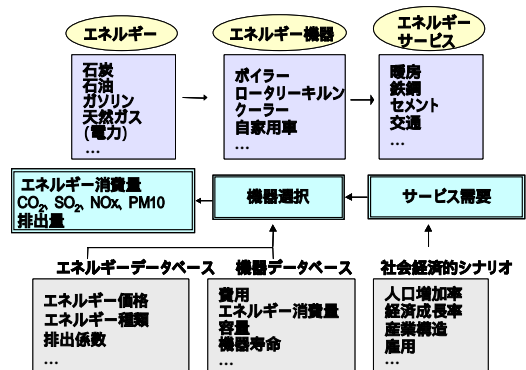 エネルギー
石炭
石油
ガソリン
天然ガス
(電力)
…
エネルギー機器
ボイラー
ロータリーキルン
クーラー
自家用車
…
エネルギー
サービス
暖房
鉄鋼
セメント
交通
…
エネルギー消費量
CO2、SO2、NOx、PM10
排出量
機器選択
サービス需要
エネルギーデータベース
エネルギー価格
エネルギー種類
排出係数
…
機器データベース
費用
エネルギー消費量
容量
機器寿命
…
社会経済的シナリオ
人口増加率
経済成長率
産業構造
雇用
…